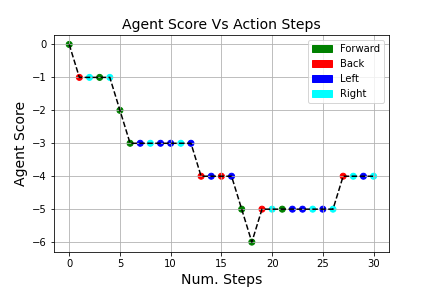 Agent Score Vs Action Steps
Forward
Back
Left
Right
0
−1
−2
−3
−4
−5
−6
Agent Score
0 5 10 15 20 25 30
Num. Steps